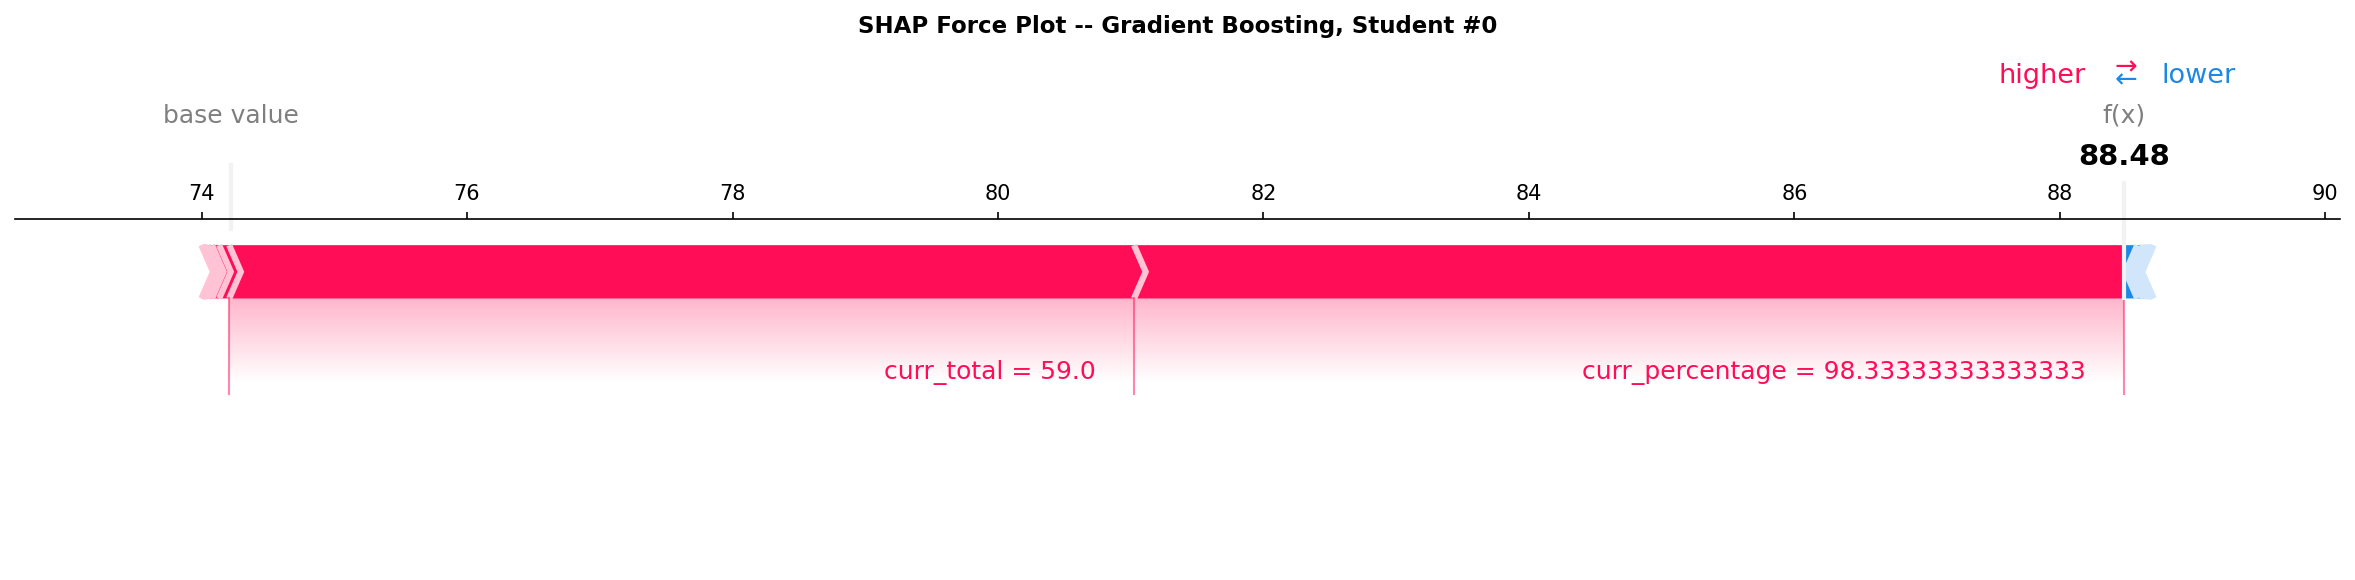 SHAP Force Plot -- Gradient Boosting, Student #0
higher ⇄ lower
base value
f(x)
88.48
74 76 78 80 82 84 86 88 90
curr_total = 59.0
curr_percentage = 98.33333333333333